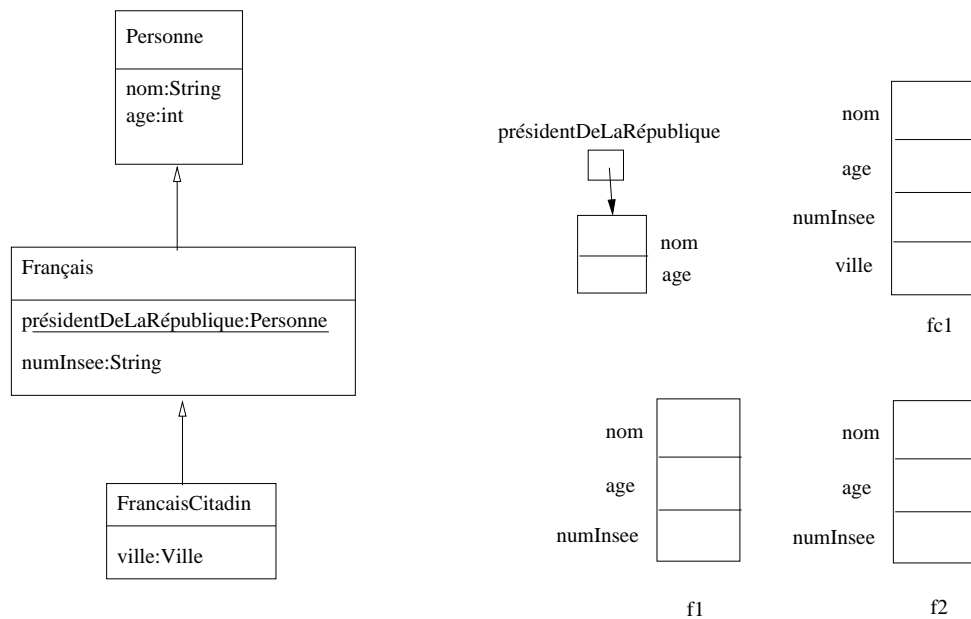 Personne
nom:String
age:int
Français
présidentDeLaRépublique:Personne
numInsee:String
FrancaisCitadin
ville:Ville
présidentDeLaRépublique
nom
age
nom
age
numInsee
ville
fc1
nom
age
numInsee
f1
nom
age
numInsee
f2